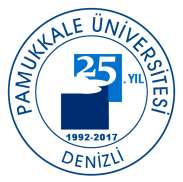 PAMUKKALE ÜNİVERSİTESİ
25.YIL
1992-2017
DENİZLİ